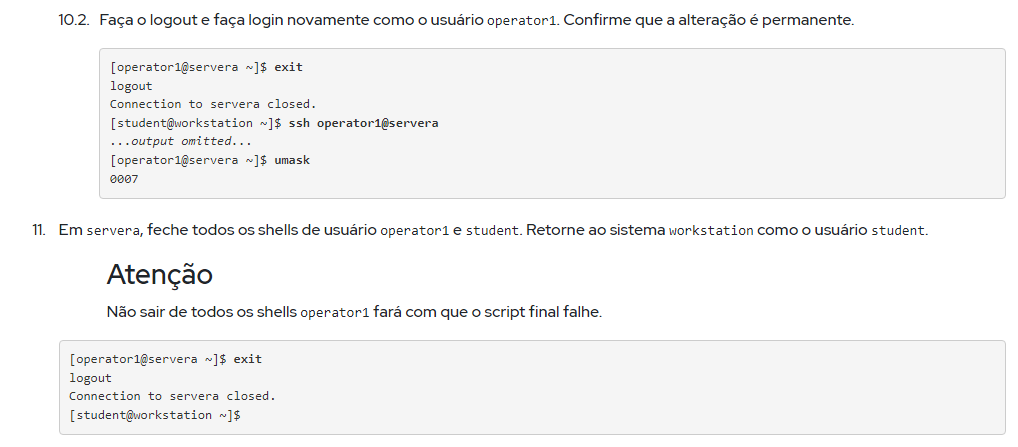 10.2. Faça o logout e faça login novamente como o usuário operator1. Confirme que a alteração é permanente.
[operator1@servera ~]$ exit
logout
Connection to servera closed.
[student@workstation ~]$ ssh operator1@servera
...output omitted...
[operator1@servera ~]$ umask
0007
11. Em servera, feche todos os shells de usuário operator1 e student. Retorne ao sistema workstation como o usuário student.
Atenção
Não sair de todos os shells operator1 fará com que o script final falhe.
[operator1@servera ~]$ exit
logout
Connection to servera closed.
[student@workstation ~]$